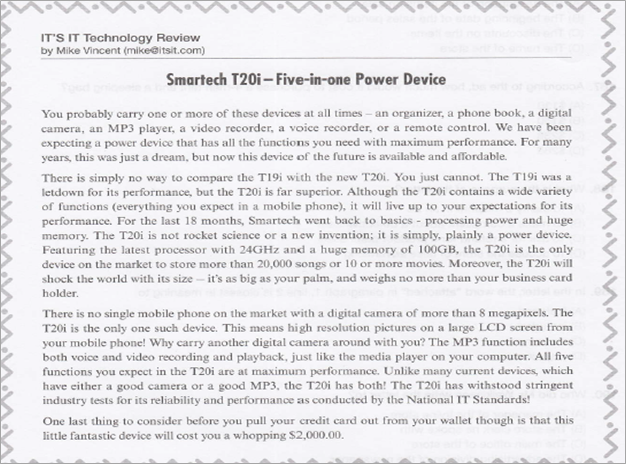 IT'S IT Technology Review
by Mike Vincent (mike@itsit.com)
Smartech T20i – Five-in-one Power Device
You probably carry one or more of these devices at all times – an organizer, a phone book, a digital
camera, an MP3 player, a video recorder, a voice recorder, or a remote control. We have been
expecting a power device that has all the functions you need with maximum performance. For many
years, this was just a dream, but now this device of the future is available and affordable.
There is simply no way to compare the T19i with the new T20i. You just cannot. The T19i was a
letdown for its performance, but the T20i is far superior. Although the T20i contains a wide variety
of functions (everything you expect in a mobile phone), it will live up to your expectations for its
performance. For the last 18 months, Smartech went back to basics - processing power and huge
memory. The T20i is not rocket science or a new invention; it is simply, plainly a power device.
Featuring the latest processor with 24GHz and a huge memory of 100GB, the T20i is the only
device on the market to store more than 20,000 songs or 10 or more movies. Moreover, the T20i will
shock the world with its size – it's as big as your palm, and weighs no more than your business card
holder.
There is no single mobile phone on the market with a digital camera of more than 8 megapixels. The
T20i is the only one such device. This means high resolution pictures on a large LCD screen from
your mobile phone! Why carry another digital camera around with you? The MP3 function includes
both voice and video recording and playback, just like the media player on your computer. All five
functions you expect in the T20i are at maximum performance. Unlike many current devices, which
have either a good camera or a good MP3, the T20i has both! The T20i has withstood stringent
industry tests for its reliability and performance as conducted by the National IT Standards!
One last thing to consider before you pull your credit card out from your wallet though is that this
little fantastic device will cost you a whopping $2,000.00.